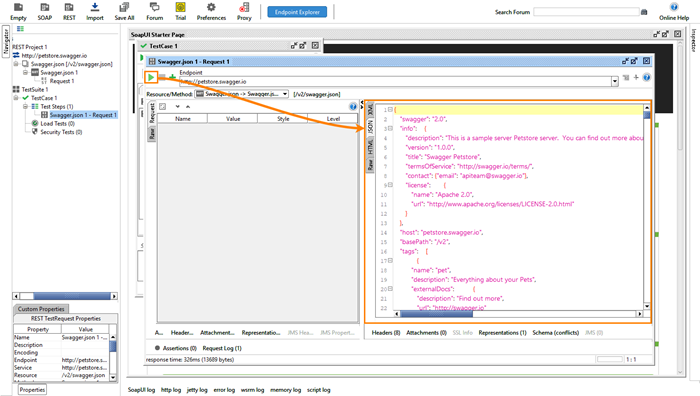 Empty SOAP REST Import Save All Forum Trial Preferences Proxy Endpoint Explorer Search Forum Online Help
Navigator
Inspector
REST Project 1
http://petstore.swagger.io
Swagger.json [/v2/swagger.json]
Swagger.json 1
Request 1
TestSuite 1
TestCase 1
Test Steps (1)
Swagger.json 1 - Request 1
Load Tests (0)
Security Tests (0)
Custom Properties
REST TestRequest Properties
Property Value
Name Swagger.json 1 -...
Description
Encoding
Endpoint http://petstore.s...
Service http://petstore.s...
Resource /v2/swagger.json
Properties
SoapUI Starter Page
TestCase 1
Swagger.json 1 - Request 1
Endpoint
http://petstore.swagger.io
Resource/Method: Swagger.json -> Swagger.js... [/v2/swagger.json]
Request
Raw
Name Value Style Level
A... Header... Attachment... Representatio... JMS Head... JMS Propert...
XML
JSON
HTML
Raw
1 {
2 "swagger": "2.0",
3 "info": {
4 "description": "This is a sample server Petstore server. You can find out more abou
5 "version": "1.0.0",
6 "title": "Swagger Petstore",
7 "termsOfService": "http://swagger.io/terms/",
8 "contact": {"email": "apiteam@swagger.io"},
9 "license": {
10 "name": "Apache 2.0",
11 "url": "http://www.apache.org/licenses/LICENSE-2.0.html"
12 }
13 },
14 "host": "petstore.swagger.io",
15 "basePath": "/v2",
16 "tags": [
17 {
18 "name": "pet",
19 "description": "Everything about your Pets",
20 "externalDocs": {
21 "description": "Find out more",
22 "url": "http://swagger.io"
Headers (8) Attachments (0) SSL Info Representations (1) Schema (conflicts) JMS (0)
Assertions (0) Request Log (1)
response time: 326ms (13689 bytes) 1 : 1
SoapUI log http log jetty log error log wsrm log memory log script log